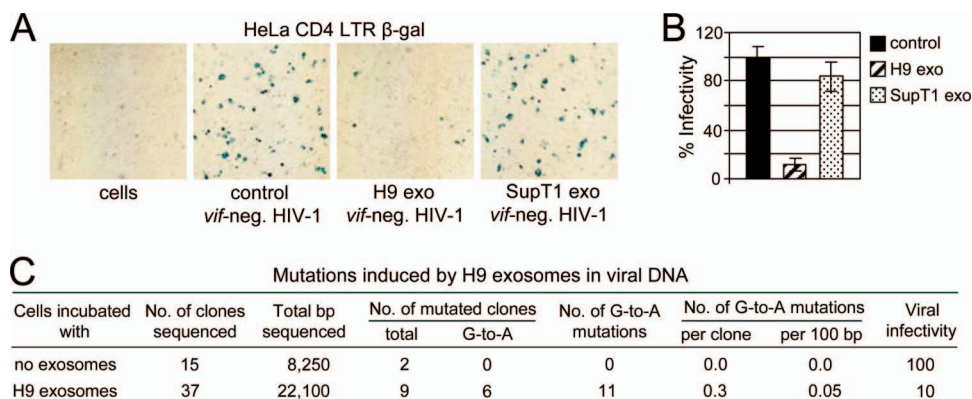 A
HeLa CD4 LTR β-gal
cells
control
vif-neg. HIV-1
H9 exo
vif-neg. HIV-1
SupT1 exo
vif-neg. HIV-1
B
% Infectivity
120
80
40
0
control
H9 exo
SupT1 exo
C
Mutations induced by H9 exosomes in viral DNA
Cells incubated with No. of clones sequenced Total bp sequenced No. of mutated clones total G-to-A No. of G-to-A mutations No. of G-to-A mutations per clone per 100 bp Viral infectivity
no exosomes 15 8,250 2 0 0 0.0 0.0 100
H9 exosomes 37 22,100 9 6 11 0.3 0.05 10